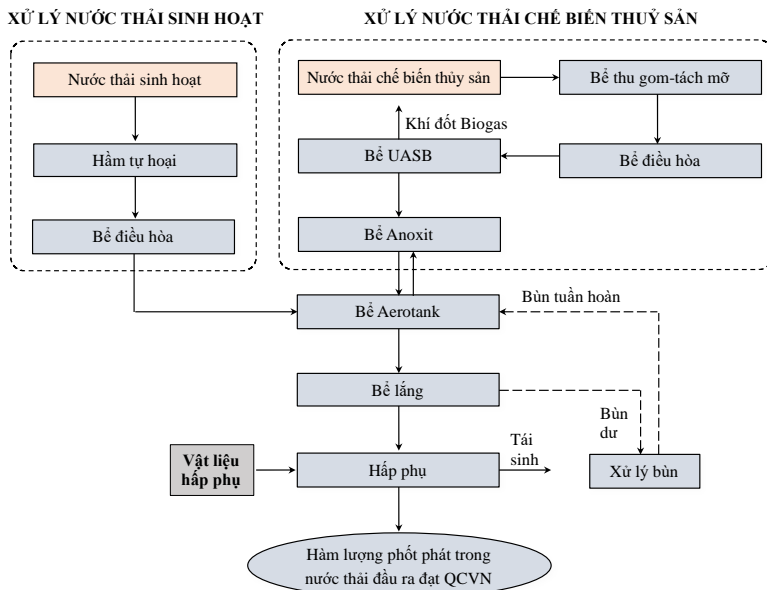 XỬ LÝ NƯỚC THẢI SINH HOẠT
Nước thải sinh hoạt
Hầm tự hoại
Bể điều hòa
XỬ LÝ NƯỚC THẢI CHẾ BIẾN THUỶ SẢN
Nước thải chế biến thủy sản
Bể thu gom-tách mỡ
Khí đốt Biogas
Bể UASB
Bể điều hòa
Bể Anoxit
Bể Aerotank
Bùn tuần hoàn
Bể lắng
Bùn
dư
Vật liệu
hấp phụ
Hấp phụ
Tái
sinh
Xử lý bùn
Hàm lượng phốt phát trong
nước thải đầu ra đạt QCVN